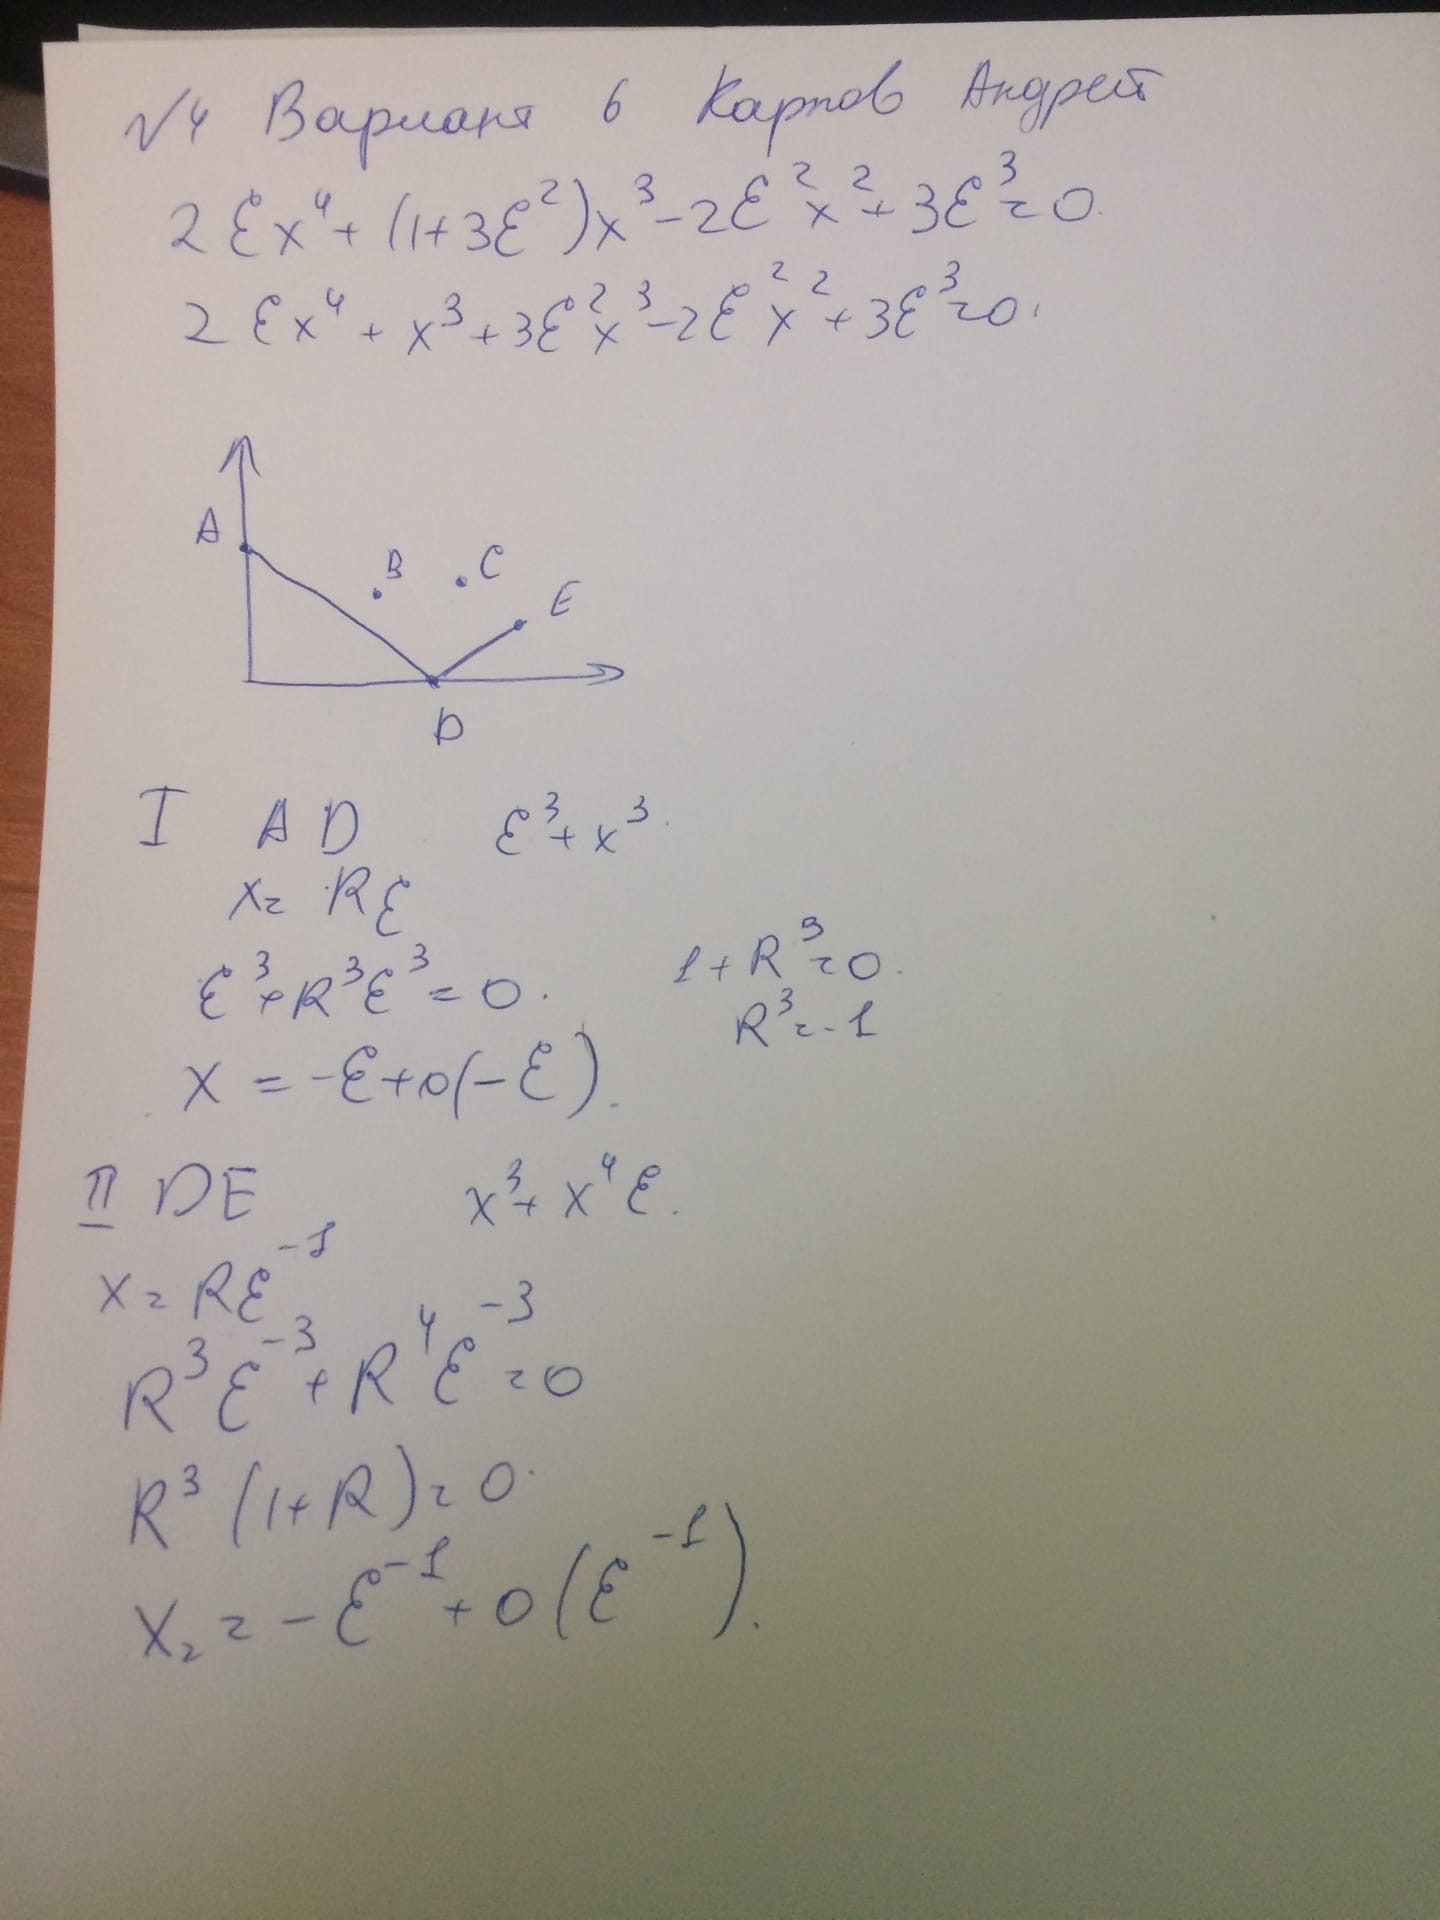 №4 Вариант 6 Карпов Андрей
2εx⁴ + (1+3ε²)x³ - 2ε²x² + 3ε³ = 0.
2εx⁴ + x³ + 3ε²x³ - 2ε²x² + 3ε³ = 0.
A
B
C
E
D
I AD ε³ + x³.
x = Rε
ε³ + R³ε³ = 0. 1 + R³ = 0.
R³ = -1
X = -ε + o(-ε).
II DE x³ + x⁴ε.
x = Rε⁻¹
R³ε⁻³ + R⁴ε⁻³ = 0
R³(1+R) = 0.
X₂ = -ε⁻¹ + o(ε⁻¹).